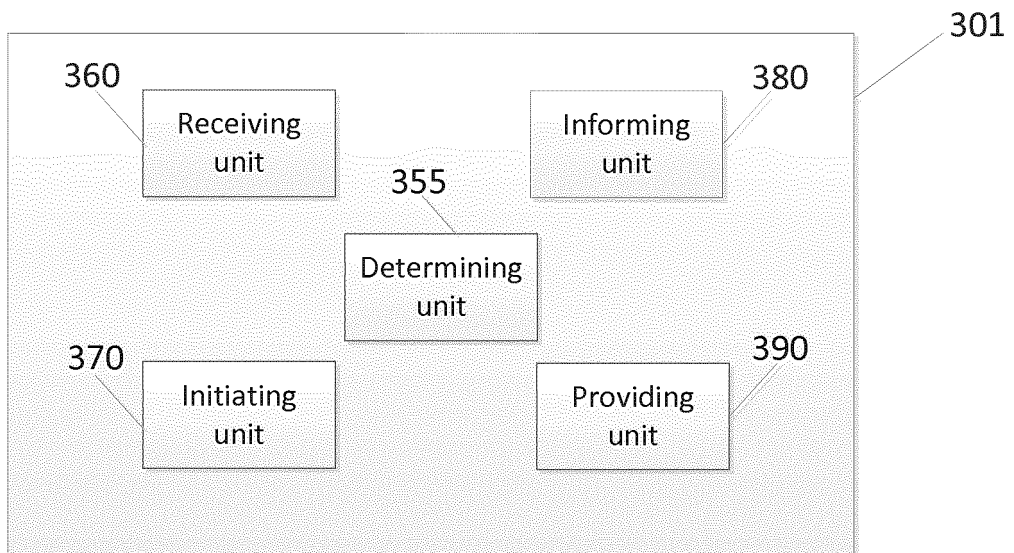 301
360
380
Receiving
unit
Informing
unit
355
Determining
unit
370
390
Initiating
unit
Providing
unit